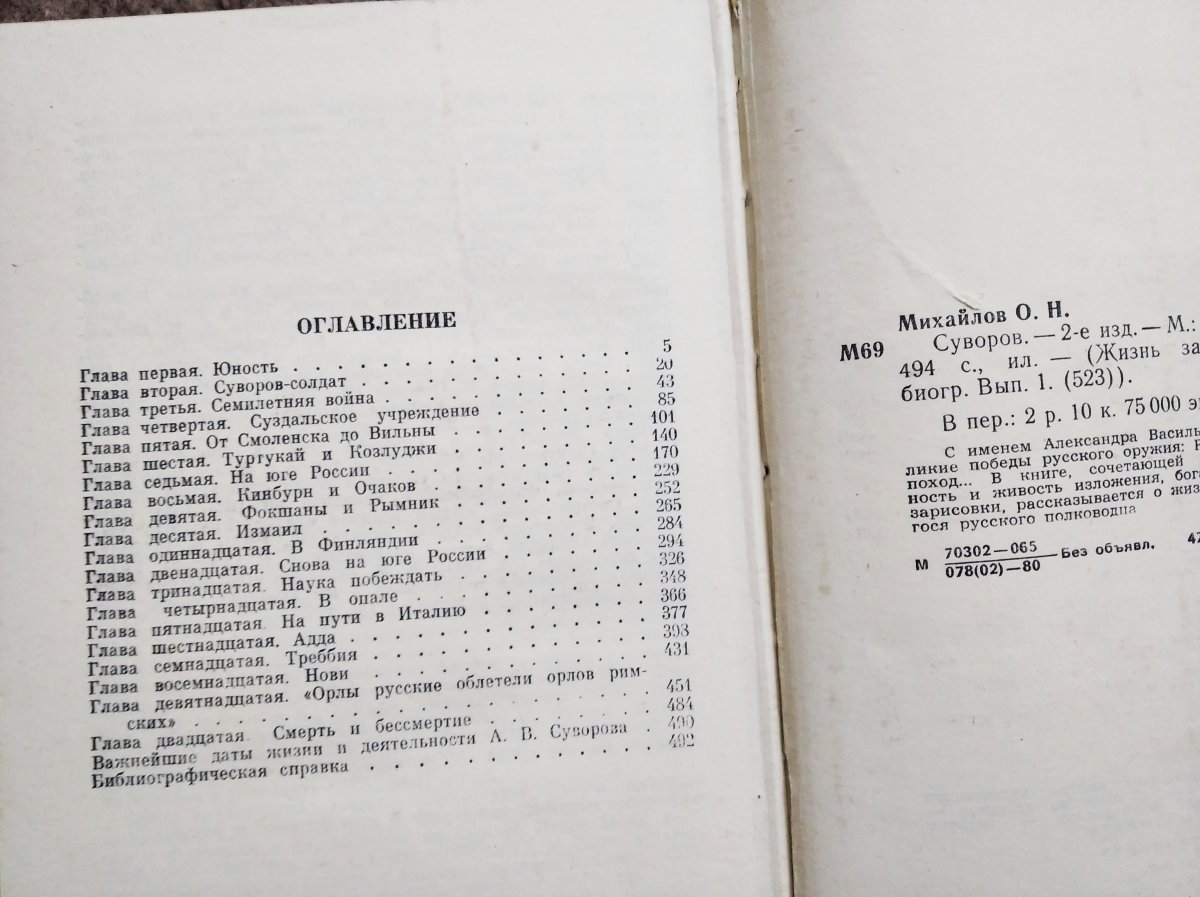 ОГЛАВЛЕНИЕ
Глава первая. Юность . . . . . . . . . . . . . . . . . 5
Глава вторая. Суворов-солдат . . . . . . . . . . . . . 20
Глава третья. Семилетняя война . . . . . . . . . . . . 43
Глава четвертая. Суздальское учреждение . . . . . . . 85
Глава пятая. От Смоленска до Вильны . . . . . . . . . 101
Глава шестая. Туртукай и Козлуджи . . . . . . . . . . 140
Глава седьмая. На юге России . . . . . . . . . . . . . 170
Глава восьмая. Кинбурн и Очаков . . . . . . . . . . . 229
Глава девятая. Фокшаны и Рымник . . . . . . . . . . . 252
Глава десятая. Измаил . . . . . . . . . . . . . . . . 265
Глава одиннадцатая. В Финляндии . . . . . . . . . . . 284
Глава двенадцатая. Снова на юге России . . . . . . . . 294
Глава тринадцатая. Наука побеждать . . . . . . . . . . 326
Глава четырнадцатая. В опале . . . . . . . . . . . . . 348
Глава пятнадцатая. На пути в Италию . . . . . . . . . 366
Глава шестнадцатая. Адда . . . . . . . . . . . . . . . 377
Глава семнадцатая. Треббия . . . . . . . . . . . . . . 398
Глава восемнадцатая. Нови . . . . . . . . . . . . . . 431
Глава девятнадцатая. «Орлы русские облетели орлов рим-
ских» . . . . . . . . . . . . . . . . . . . . . . . . 451
Глава двадцатая. Смерть и бессмертие . . . . . . . . . 484
Важнейшие даты жизни и деятельности А. В. Суворова . 490
Библиографическая справка . . . . . . . . . . . . . . 492
Михайлов О. Н.
М69
Суворов. — 2-е изд. — М.:
494 с., ил. — (Жизнь за
биогр. Вып. 1. (523)).
В пер.: 2 р. 10 к. 75 000 э
С именем Александра Василь
ликие победы русского оружия:
поход... В книге, сочетающей
ность и живость изложения, бог
зарисовки, рассказывается о жиз
гося русского полководца
М 70302—065
078(02)—80 — Без объявл. 47